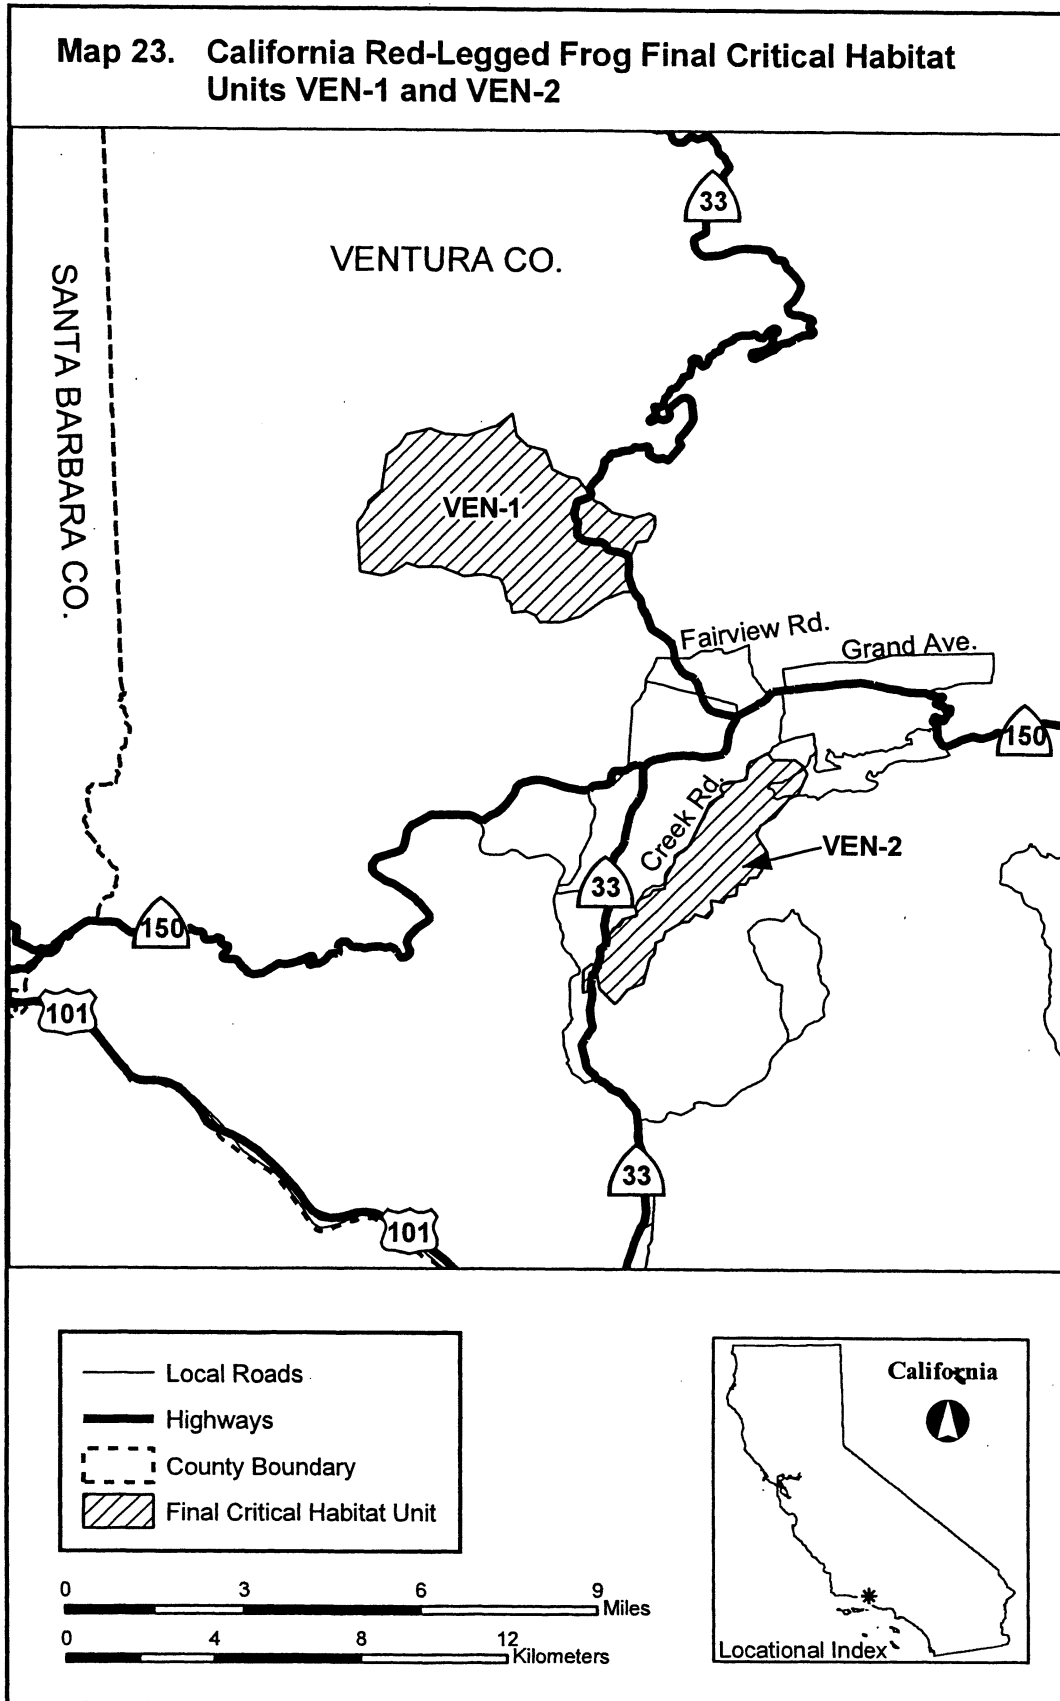 Map 23. California Red-Legged Frog Final Critical Habitat
Units VEN-1 and VEN-2
33
VENTURA CO.
SANTA BARBARA CO.
VEN-1
Fairview Rd.
Grand Ave.
150
Creek Rd.
VEN-2
33
150
101
33
101
Local Roads
Highways
County Boundary
Final Critical Habitat Unit
0 3 6 9 Miles
0 4 8 12 Kilometers
California
Locational Index